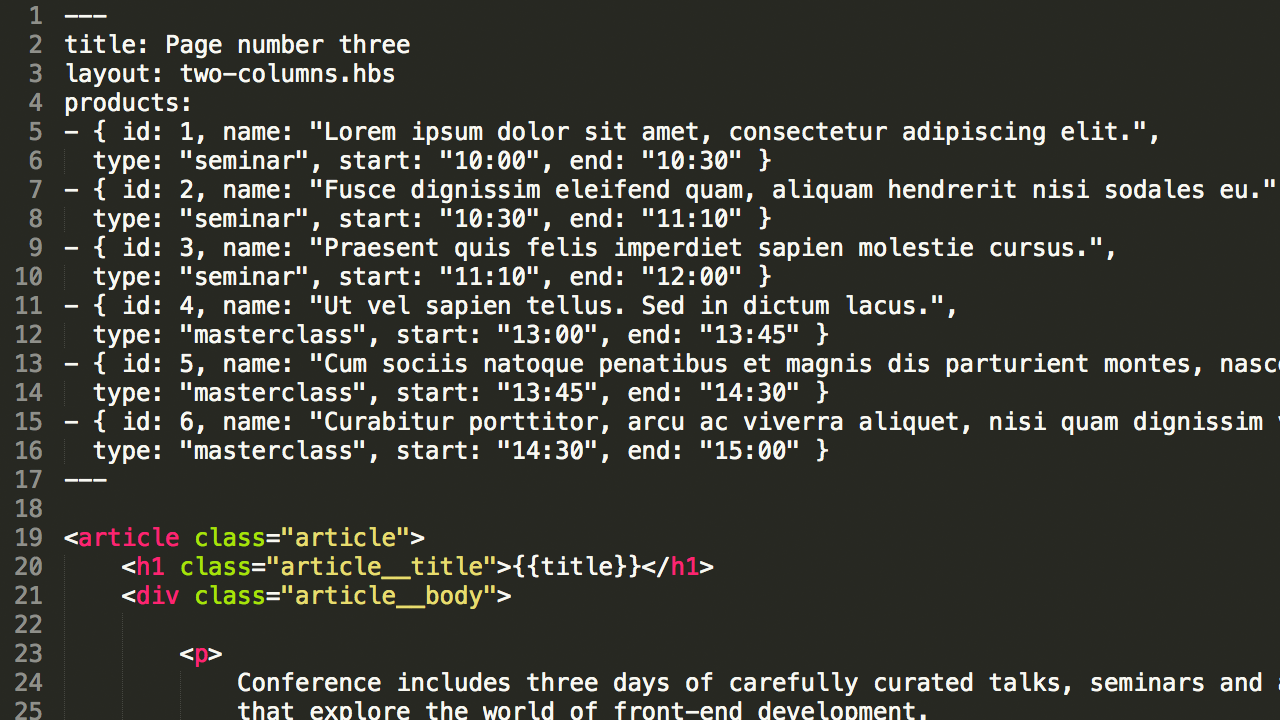 1 ---
2 title: Page number three
3 layout: two-columns.hbs
4 products:
5 - { id: 1, name: "Lorem ipsum dolor sit amet, consectetur adipiscing elit.",
6 type: "seminar", start: "10:00", end: "10:30" }
7 - { id: 2, name: "Fusce dignissim eleifend quam, aliquam hendrerit nisi sodales eu."
8 type: "seminar", start: "10:30", end: "11:10" }
9 - { id: 3, name: "Praesent quis felis imperdiet sapien molestie cursus.",
10 type: "seminar", start: "11:10", end: "12:00" }
11 - { id: 4, name: "Ut vel sapien tellus. Sed in dictum lacus.",
12 type: "masterclass", start: "13:00", end: "13:45" }
13 - { id: 5, name: "Cum sociis natoque penatibus et magnis dis parturient montes,
14 type: "masterclass", start: "13:45", end: "14:30" }
15 - { id: 6, name: "Curabitur porttitor, arcu ac viverra aliquet, nisi quam dignissim
16 type: "masterclass", start: "14:30", end: "15:00" }
17 ---
18
19 <article class="article">
20 <h1 class="article__title">{{title}}</h1>
21 <div class="article__body">
22
23 <p>
24 Conference includes three days of carefully curated talks, seminars and
25 that explore the world of front-end development.